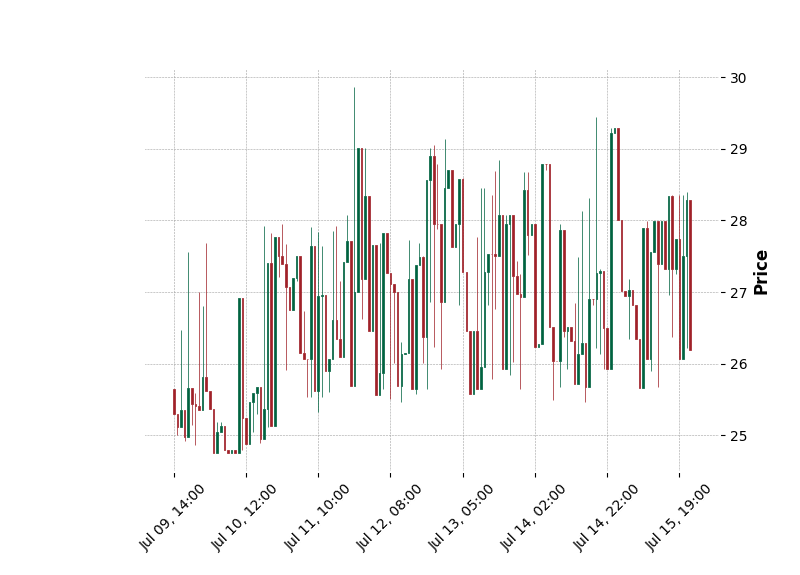 30
29
28
27
26
25
Price
Jul 09, 14:00
Jul 10, 12:00
Jul 11, 10:00
Jul 12, 08:00
Jul 13, 05:00
Jul 14, 02:00
Jul 14, 22:00
Jul 15, 19:00